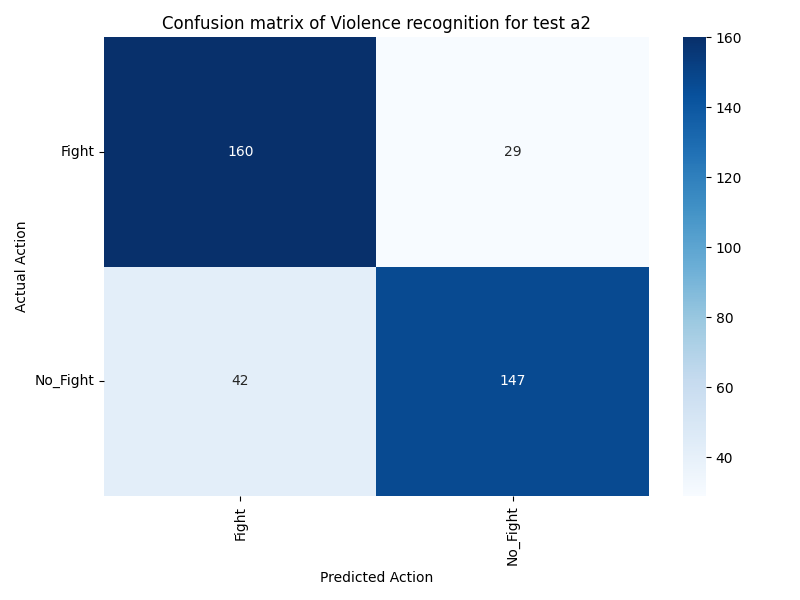 Confusion matrix of Violence recognition for test a2
Actual Action
Fight
160
29
No_Fight
42
147
Fight
No_Fight
Predicted Action
160
140
120
100
80
60
40